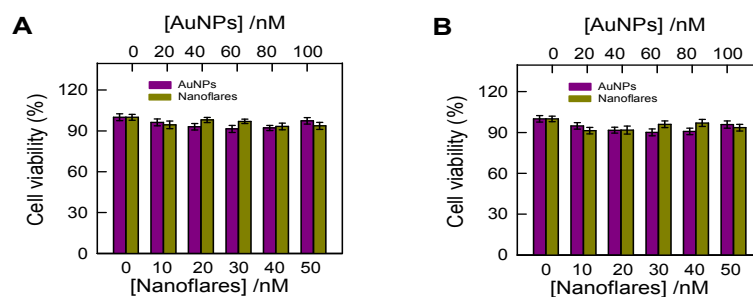 A
[AuNPs] /nM
0 20 40 60 80 100
AuNPs
Nanoflares
Cell viability (%)
120
90
60
30
0
0 10 20 30 40 50
[Nanoflares] /nM
B
[AuNPs] /nM
0 20 40 60 80 100
AuNPs
Nanoflares
Cell viability (%)
120
90
60
30
0
0 10 20 30 40 50
[Nanoflares] /nM